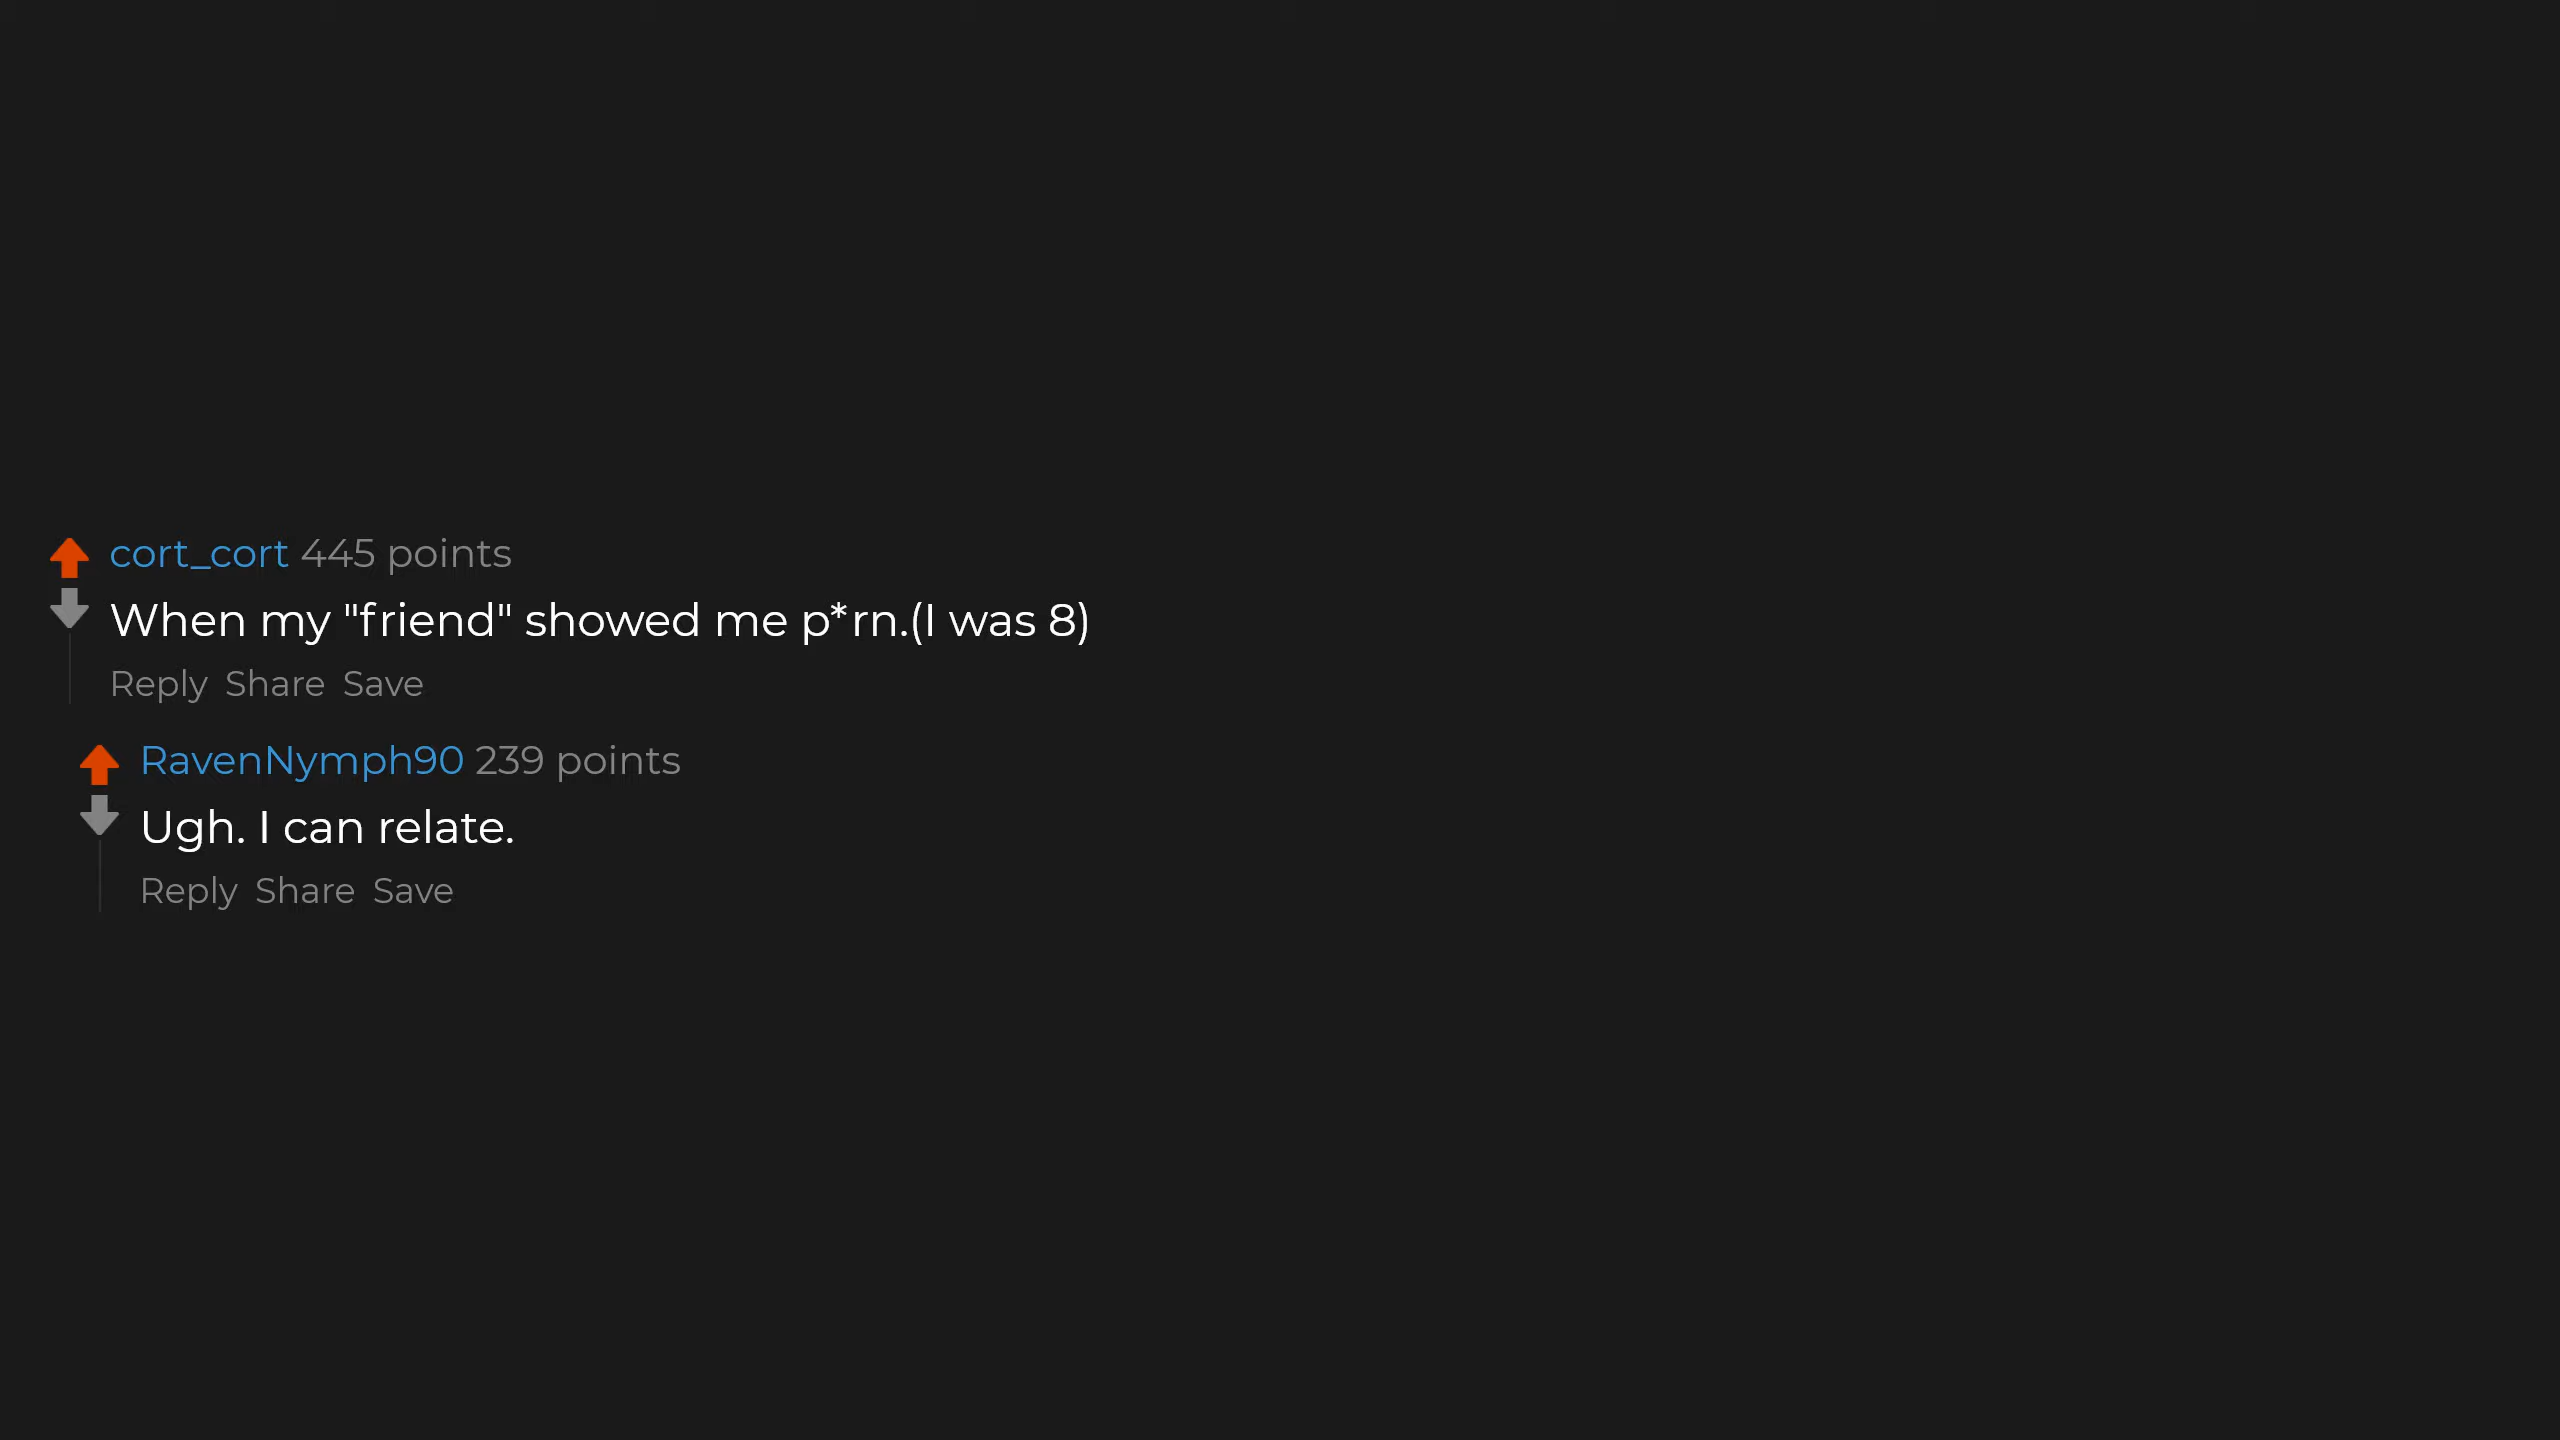 cort_cort 445 points
When my "friend" showed me p*rn.(I was 8)
Reply Share Save
RavenNymph90 239 points
Ugh. I can relate.
Reply Share Save